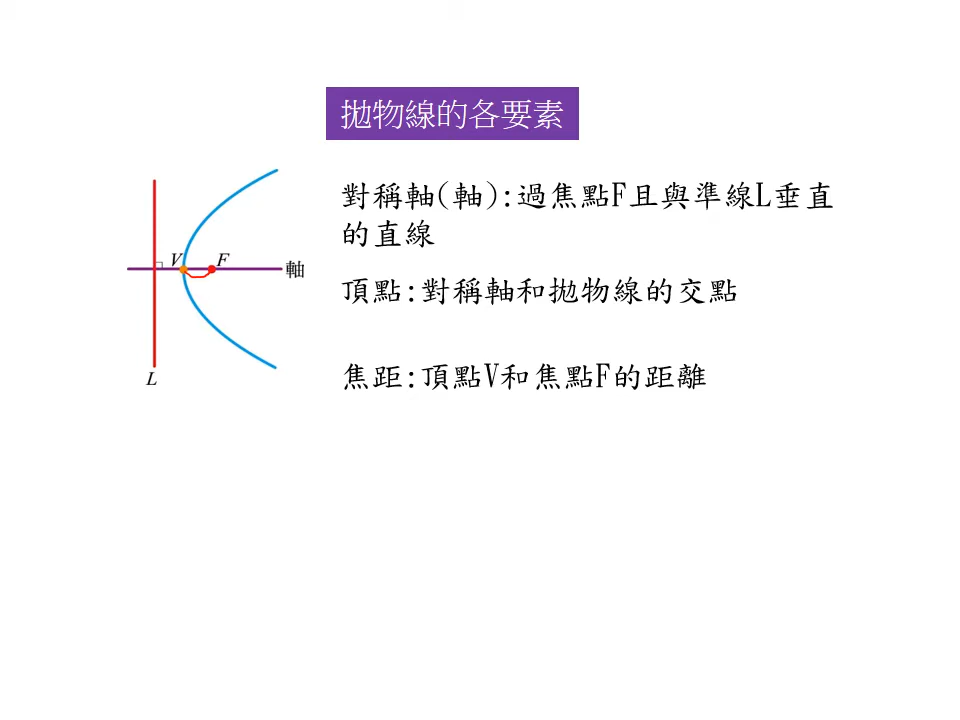 拋物線的各要素
對稱軸(軸):過焦點F且與準線L垂直
的直線
V F
軸
頂點:對稱軸和拋物線的交點
焦距:頂點V和焦點F的距離
L